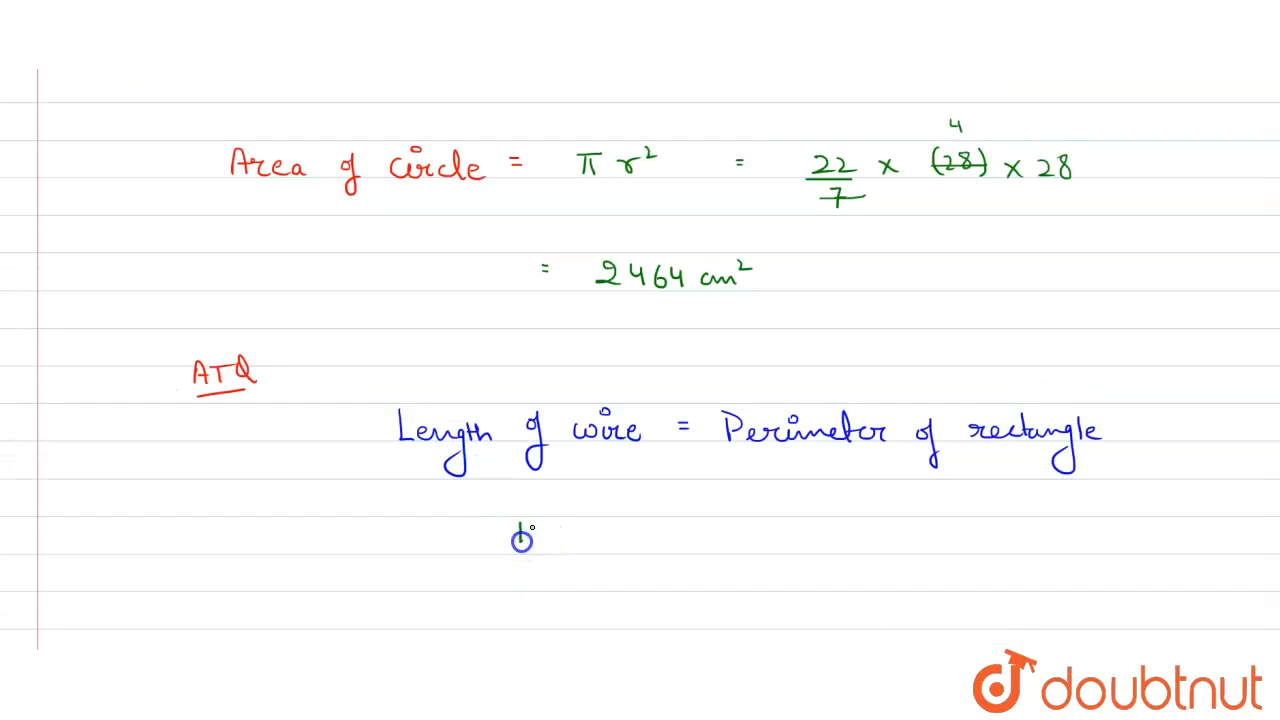 4
Area of circle = π r² = 22/7 × (28) × 28
= 2464 cm²
ATQ
Length of wire = Perimeter of rectangle
1
doubtnut